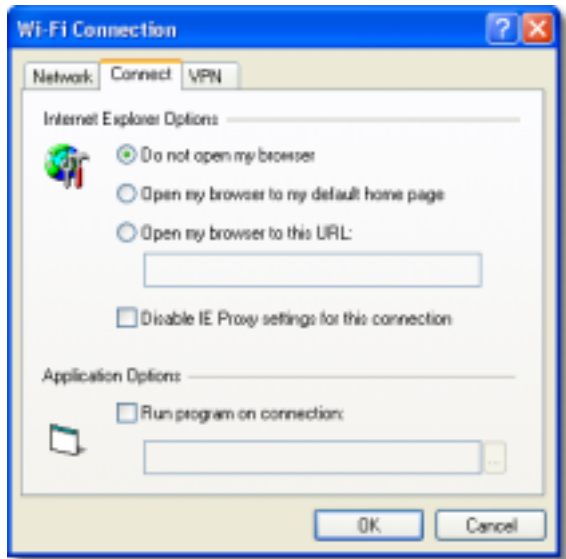 Wi-Fi Connection
Network Connect VPN
Internet Explorer Options
Do not open my browser
Open my browser to my default home page
Open my browser to this URL:
Disable IE Proxy settings for this connection
Application Options
Run program on connection:
...
OK Cancel